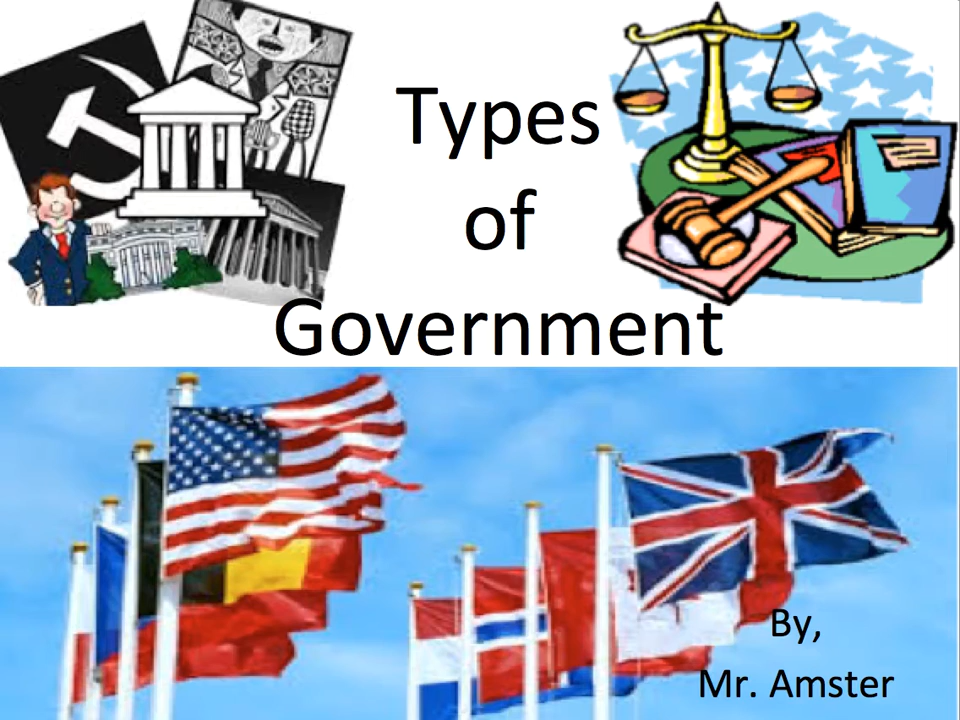 Types
of
Government
By,
Mr. Amster